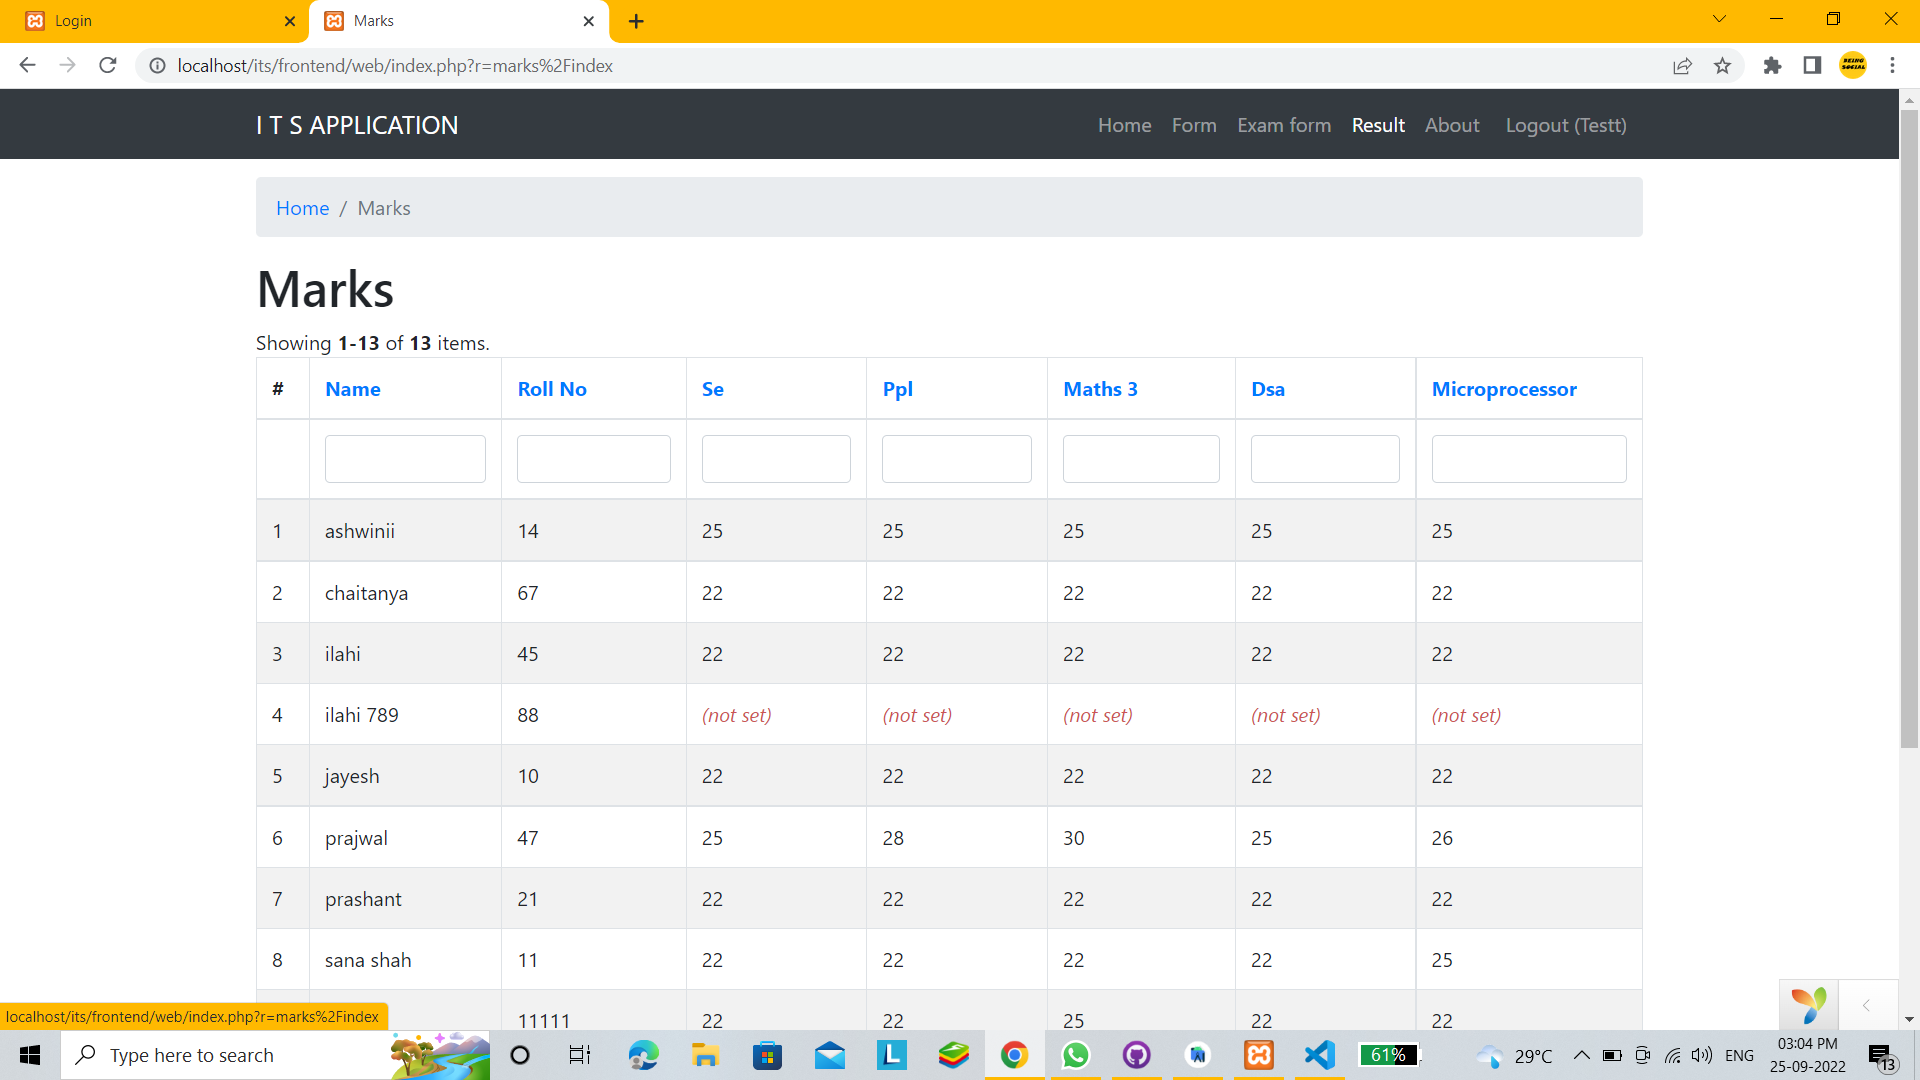 Login
Marks
localhost/its/frontend/web/index.php?r=marks%2Findex
BEING SOCIAL
I T S APPLICATION Home Form Exam form Result About Logout (Testt)
Home / Marks
Marks
Showing 1-13 of 13 items.
# Name Roll No Se Ppl Maths 3 Dsa Microprocessor
1 ashwinii 14 25 25 25 25 25
2 chaitanya 67 22 22 22 22 22
3 ilahi 45 22 22 22 22 22
4 ilahi 789 88 (not set) (not set) (not set) (not set) (not set)
5 jayesh 10 22 22 22 22 22
6 prajwal 47 25 28 30 25 26
7 prashant 21 22 22 22 22 22
8 sana shah 11 22 22 22 22 25
11111 22 22 25 22 22
localhost/its/frontend/web/index.php?r=marks%2Findex
Type here to search
L
61%
29°C
ENG
03:04 PM
25-09-2022
13